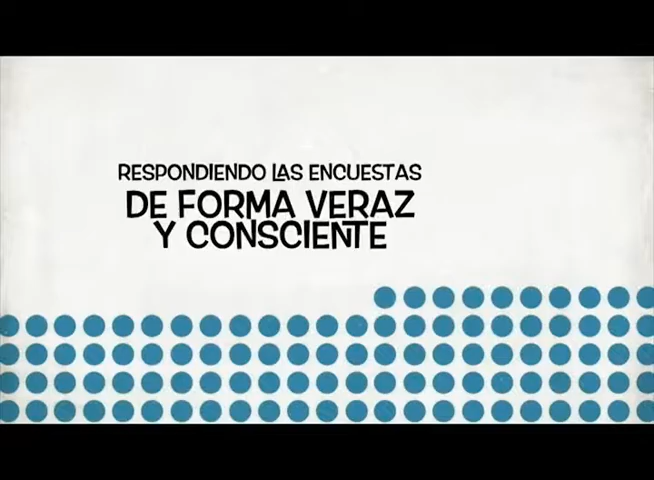 RESPONDIENDO LAS ENCUESTAS
DE FORMA VERAZ
Y CONSCIENTE